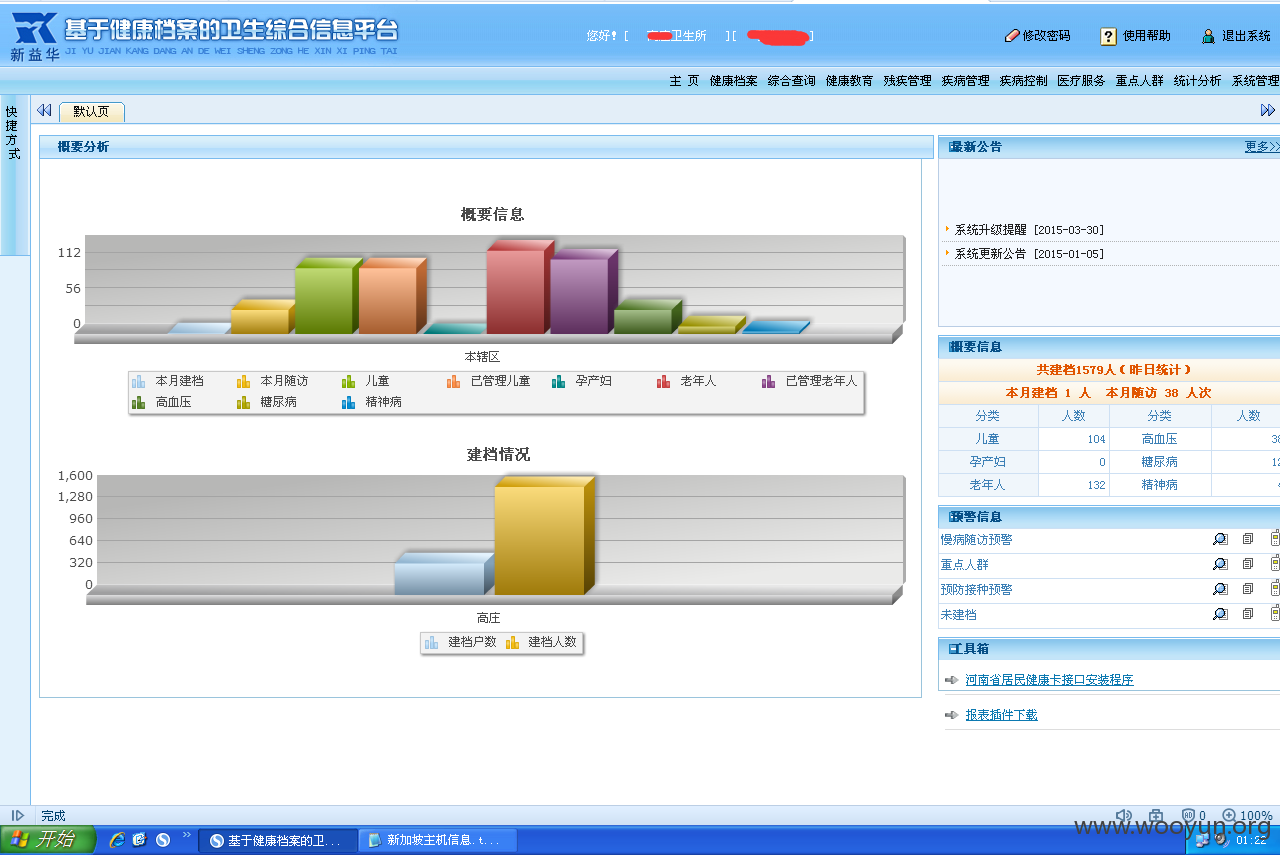 基于健康档案的卫生综合信息平台
新益华 JI YU JIAN KANG DANG AN DE WEI SHENG ZONG HE XIN XI PING TAI
您好! [ 卫生所 ][ ]
修改密码 使用帮助 退出系统
主 页 健康档案 综合查询 健康教育 残疾管理 疾病管理 疾病控制 医疗服务 重点人群 统计分析 系统管理
快捷方式
默认页
概要分析
概要信息
112
56
0
本辖区
本月建档 本月随访 儿童 已管理儿童 孕产妇 老年人 已管理老年人
高血压 糖尿病 精神病
建档情况
1,600
1,280
960
640
320
0
高庄
建档户数 建档人数
最新公告 更多>>
系统升级提醒 [2015-03-30]
系统更新公告 [2015-01-05]
概要信息
共建档1579人(昨日统计)
本月建档 1 人 本月随访 38 人次
分类 人数 分类 人数
儿童 104 高血压 38
孕产妇 0 糖尿病 12
老年人 132 精神病
预警信息
慢病随访预警
重点人群
预防接种预警
未建档
工具箱
河南省居民健康卡接口安装程序
报表插件下载
完成 0 100%
www.wooyun.org
开始 基于健康档案的卫... 新加坡主机信息.t... 01:22